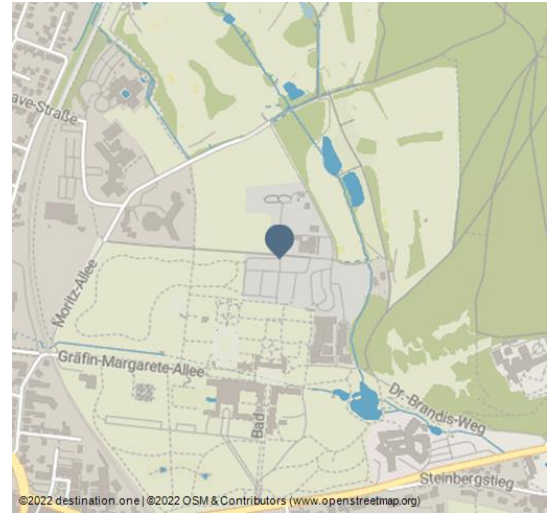 ave-Straße
Moritz-Allee
Gräfin-Margarete-Allee
Bad
Dr.-Brandis-Weg
Steinbergstieg
©2022 destination.one | ©2022 OSM & Contributors (www.openstreetmap.org)